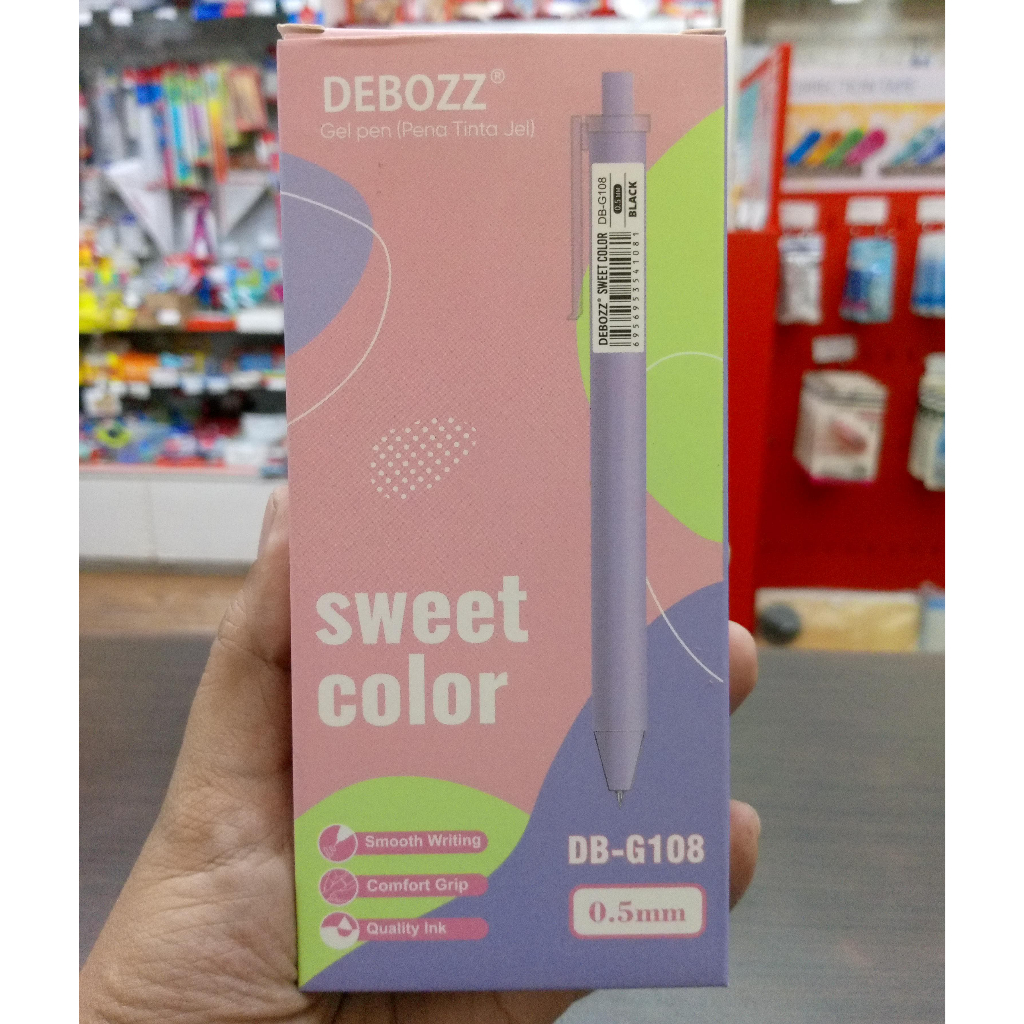 DEBOZZ®
Gel pen (Pena Tinta Jel)
DEBOZZ® SWEET COLOR DB-G108
0.5MM
BLACK
6956953541081
sweet
color
Smooth Writing
Comfort Grip
Quality Ink
DB-G108
0.5mm